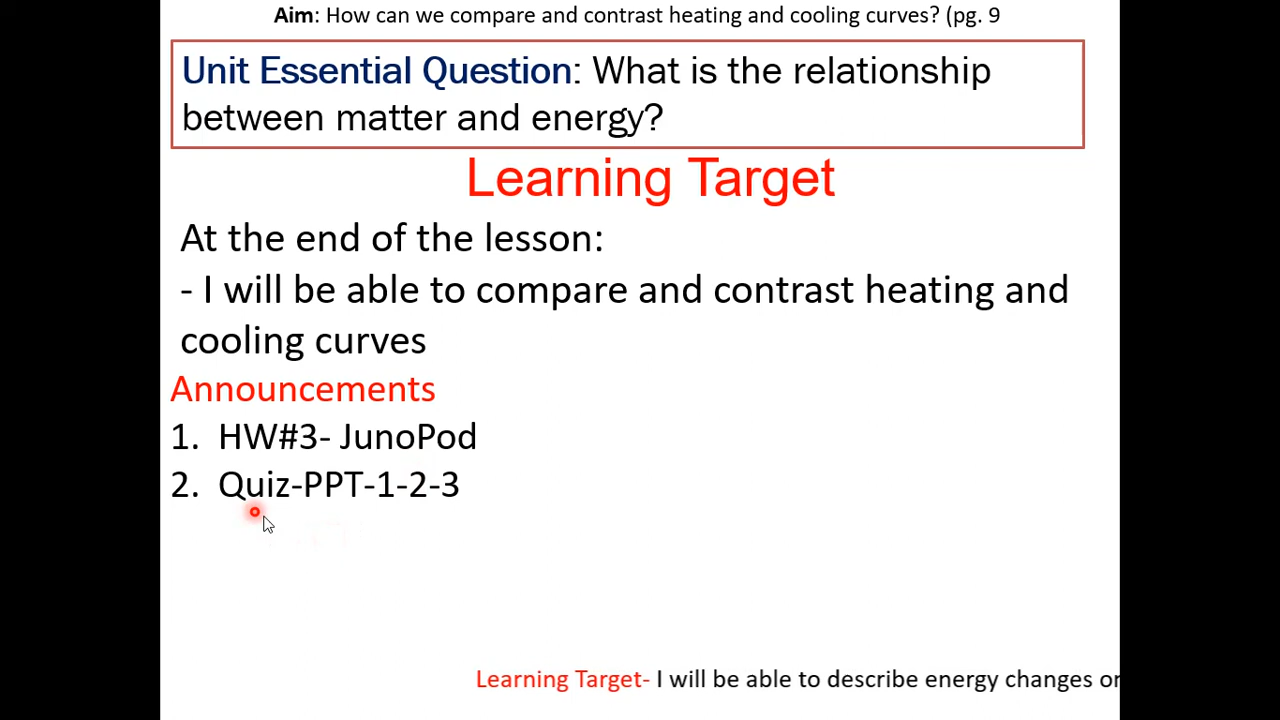 Aim: How can we compare and contrast heating and cooling curves? (pg. 9
Unit Essential Question: What is the relationship
between matter and energy?
Learning Target
At the end of the lesson:
- I will be able to compare and contrast heating and
cooling curves
Announcements
1. HW#3- JunoPod
2. Quiz-PPT-1-2-3
Learning Target- I will be able to describe energy changes or